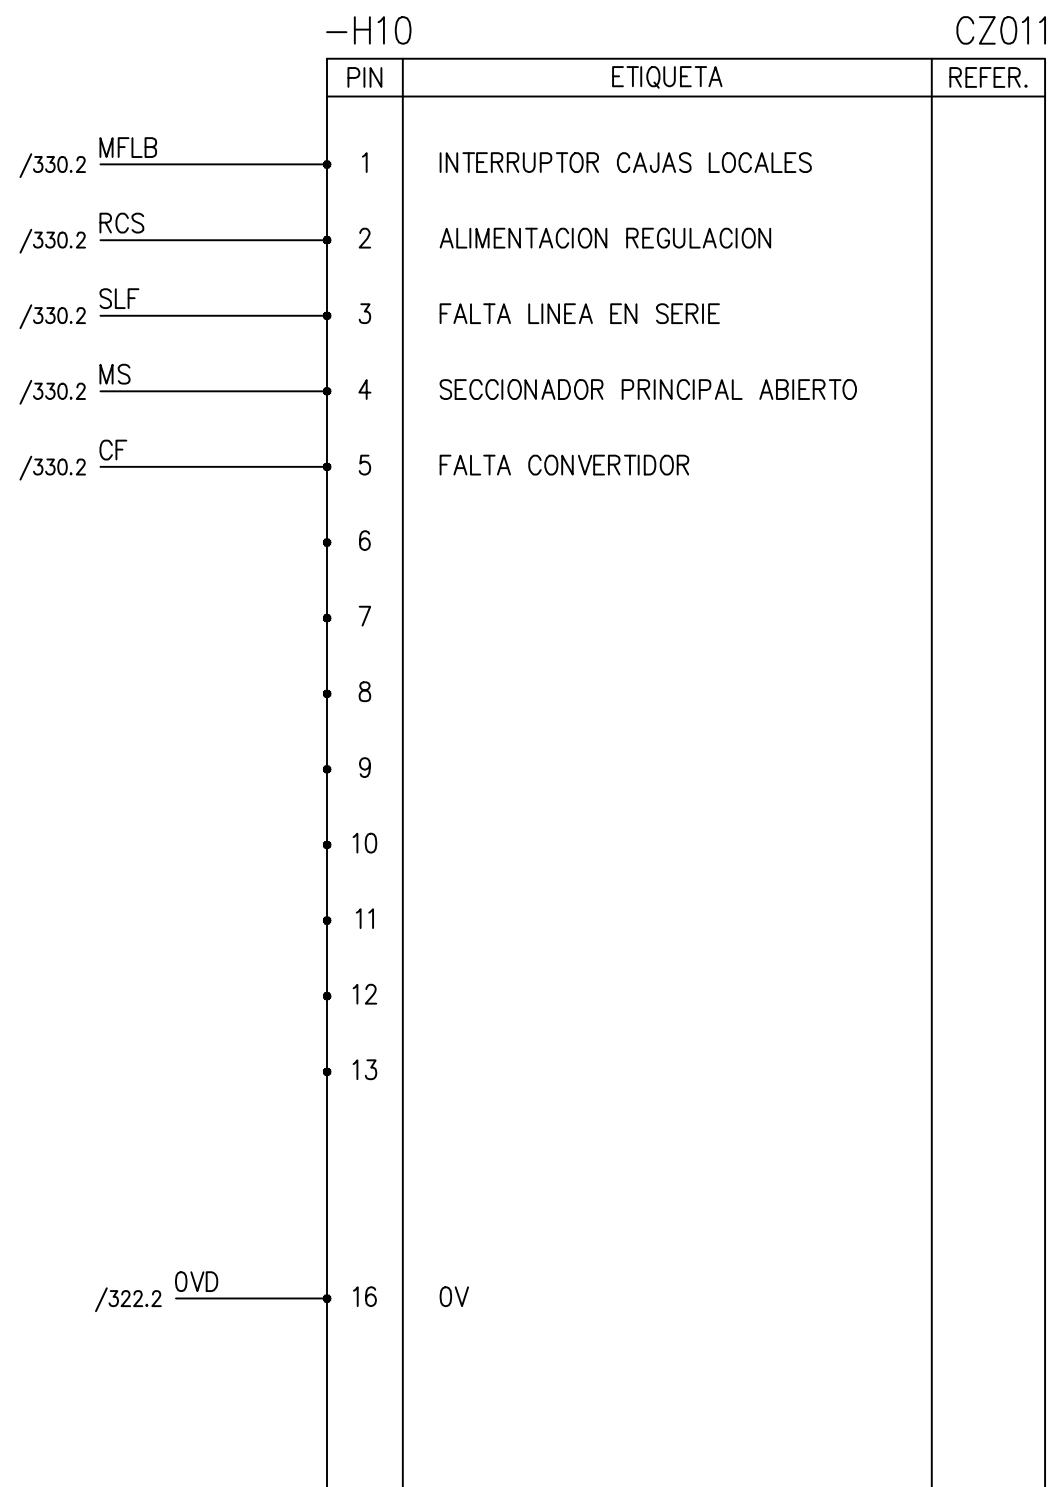 -H10 CZ011
PIN ETIQUETA REFER.
/330.2 MFLB 1 INTERRUPTOR CAJAS LOCALES
/330.2 RCS 2 ALIMENTACION REGULACION
/330.2 SLF 3 FALTA LINEA EN SERIE
/330.2 MS 4 SECCIONADOR PRINCIPAL ABIERTO
/330.2 CF 5 FALTA CONVERTIDOR
6
7
8
9
10
11
12
13
/322.2 0VD 16 0V